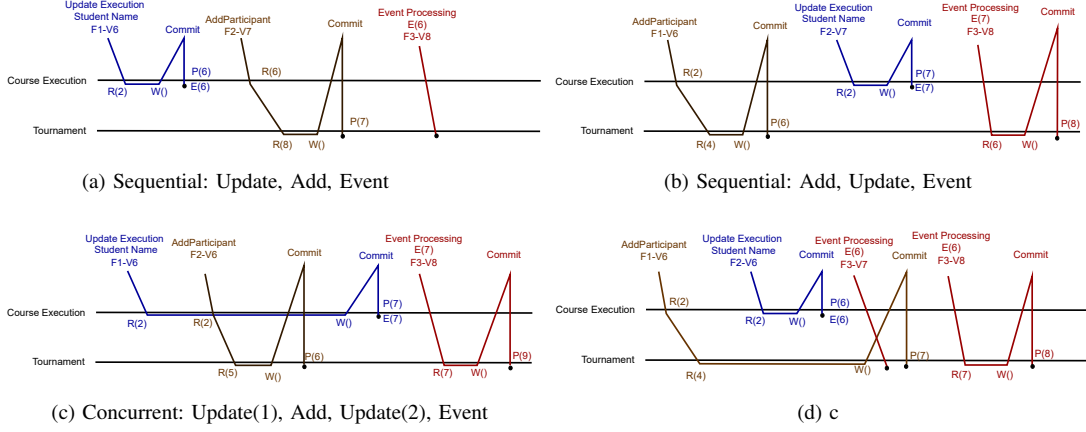 Update Execution
Student Name
F1-V6
Commit
AddParticipant
F2-V7
Commit
Event Processing
E(6)
F3-V8
Course Execution
P(6)
E(6)
R(2)
W()
R(6)
P(7)
Tournament
R(8)
W()
(a) Sequential: Update, Add, Event
AddParticipant
F1-V6
Commit
Update Execution
Student Name
F2-V7
Commit
Event Processing
E(7)
F3-V8
Commit
Course Execution
R(2)
P(7)
E(7)
R(2)
W()
P(6)
P(8)
Tournament
R(4)
W()
R(6)
W()
(b) Sequential: Add, Update, Event
Update Execution
Student Name
F1-V6
AddParticipant
F2-V6
Commit
Commit
Event Processing
E(7)
F3-V8
Commit
Course Execution
P(7)
E(7)
R(2)
R(2)
W()
P(6)
P(9)
Tournament
R(5)
W()
R(7)
W()
(c) Concurrent: Update(1), Add, Update(2), Event
AddParticipant
F1-V6
Update Execution
Student Name
F2-V6
Commit
Event Processing
E(6)
F3-V7
Commit
Event Processing
E(6)
F3-V8
Commit
Course Execution
R(2)
P(6)
E(6)
R(2)
W()
P(7)
P(8)
Tournament
R(4)
W()
R(7)
W()
(d) c